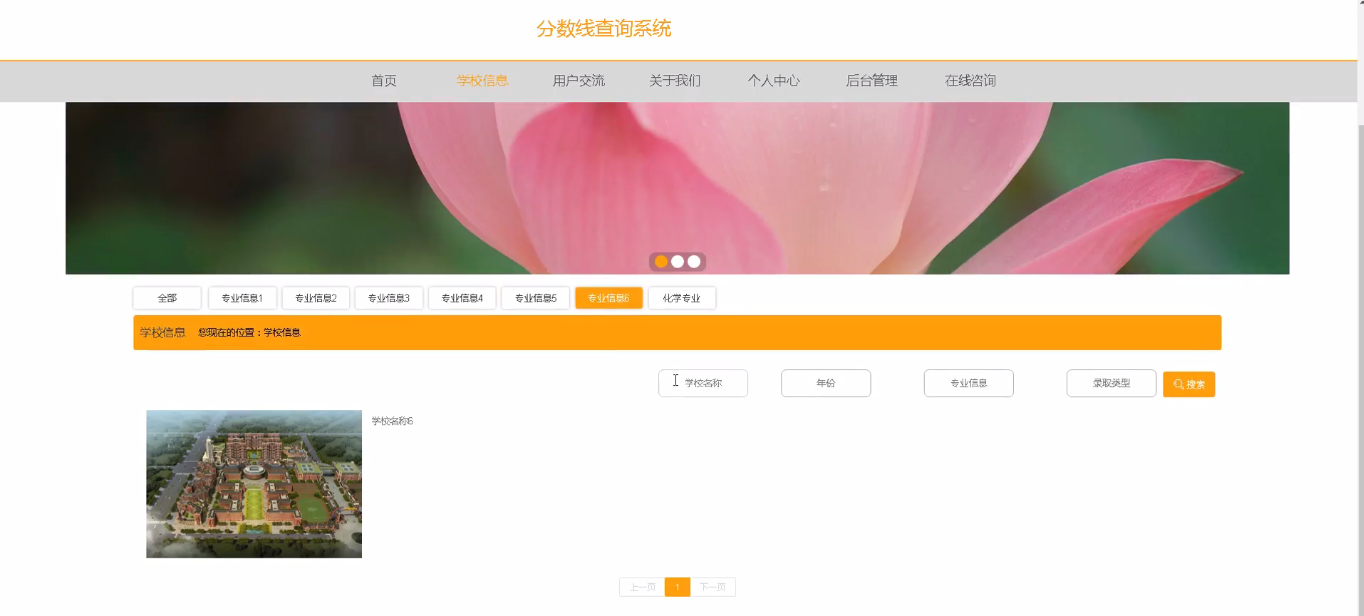 分数线查询系统
首页 学校信息 用户交流 关于我们 个人中心 后台管理 在线咨询
全部 专业信息1 专业信息2 专业信息3 专业信息4 专业信息5 专业信息6 化学专业
学校信息 您现在的位置：学校信息
学校名称 年份 专业信息 录取类型 搜索
学校名称6
上一页 1 下一页